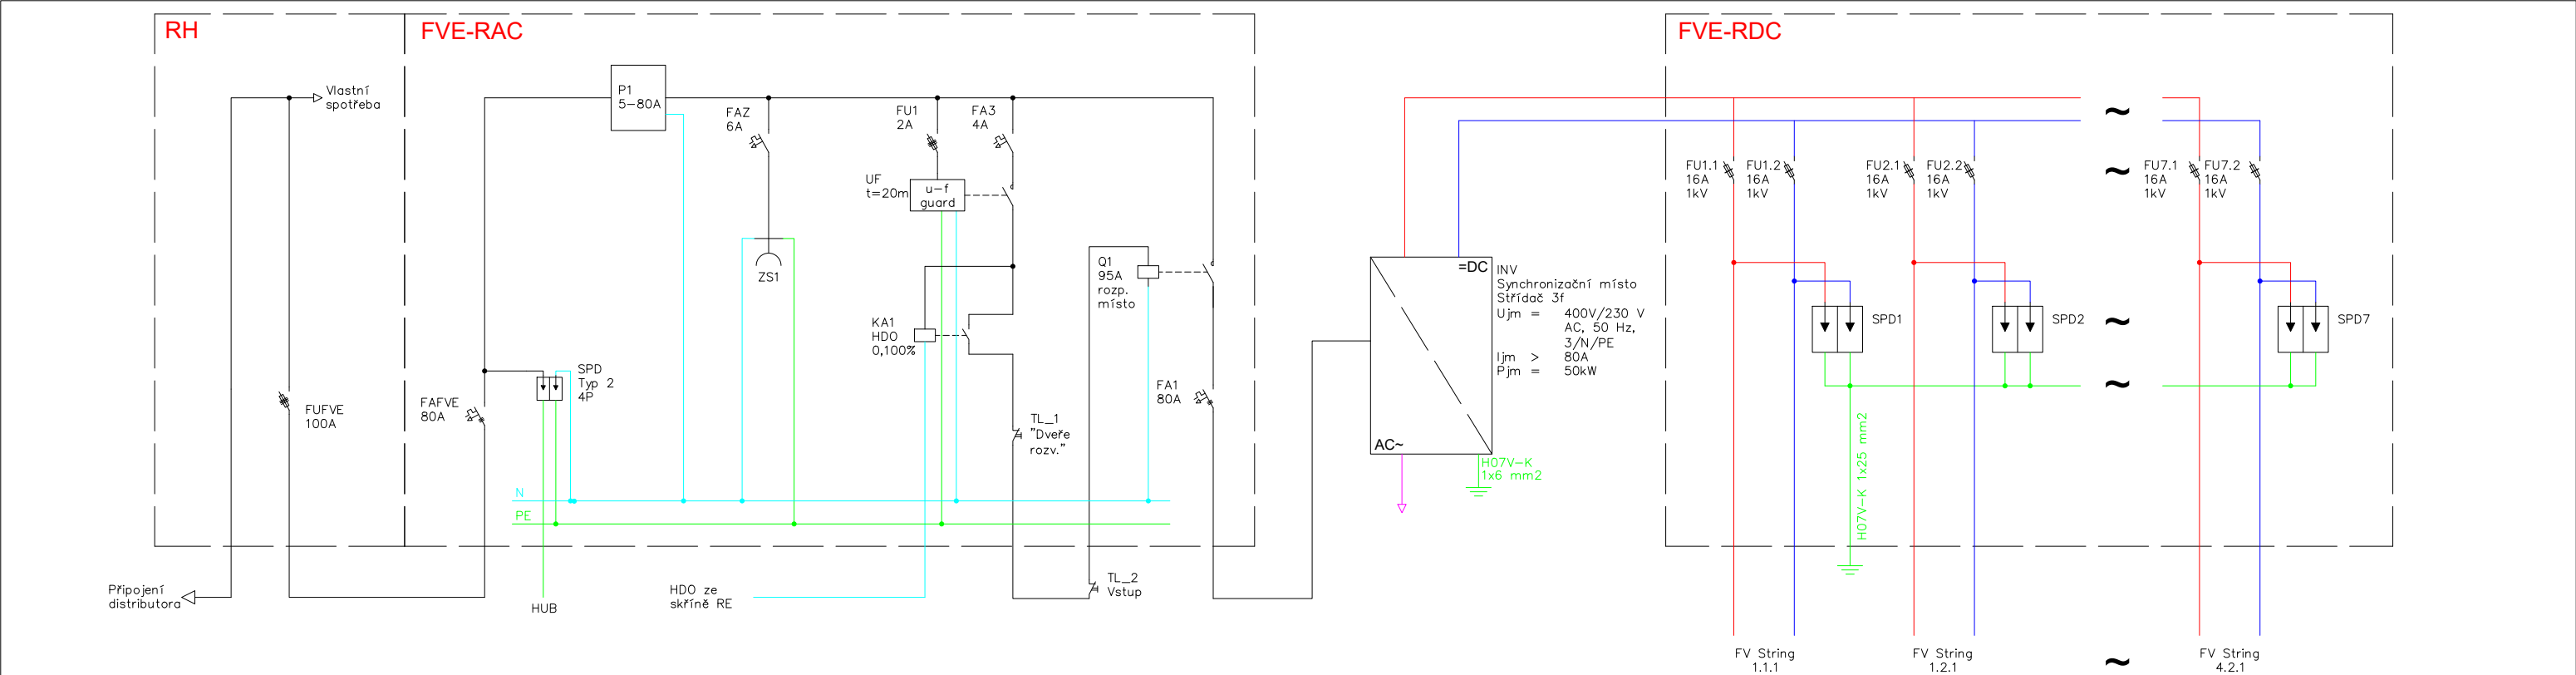 RH
FVE-RAC
FVE-RDC
Vlastní
spotřeba
P1
5-80A
FAZ
6A
FU1
2A
FA3
4A
UF
t=20m
u-f
guard
ZS1
Q1
95A
rozp.
místo
KA1
HDO
0,100%
SPD
Typ 2
4P
FUFVE
100A
FAFVE
80A
FA1
80A
TL_1
"Dveře
rozv."
N
PE
Připojení
distributora
HUB
HDO ze
skříně RE
TL_2
Vstup
=DC
AC~
INV
Synchronizační místo
Střídač 3f
Ujm = 400V/230 V
AC, 50 Hz,
3/N/PE
Ijm > 80A
Pjm = 50kW
H07V-K
1x6 mm2
FU1.1
16A
1kV
FU1.2
16A
1kV
FU2.1
16A
1kV
FU2.2
16A
1kV
~
~
FU7.1
16A
1kV
FU7.2
16A
1kV
SPD1
SPD2
~
SPD7
~
H07V-K 1x25 mm2
FV String
1.1.1
FV String
1.2.1
~
FV String
4.2.1